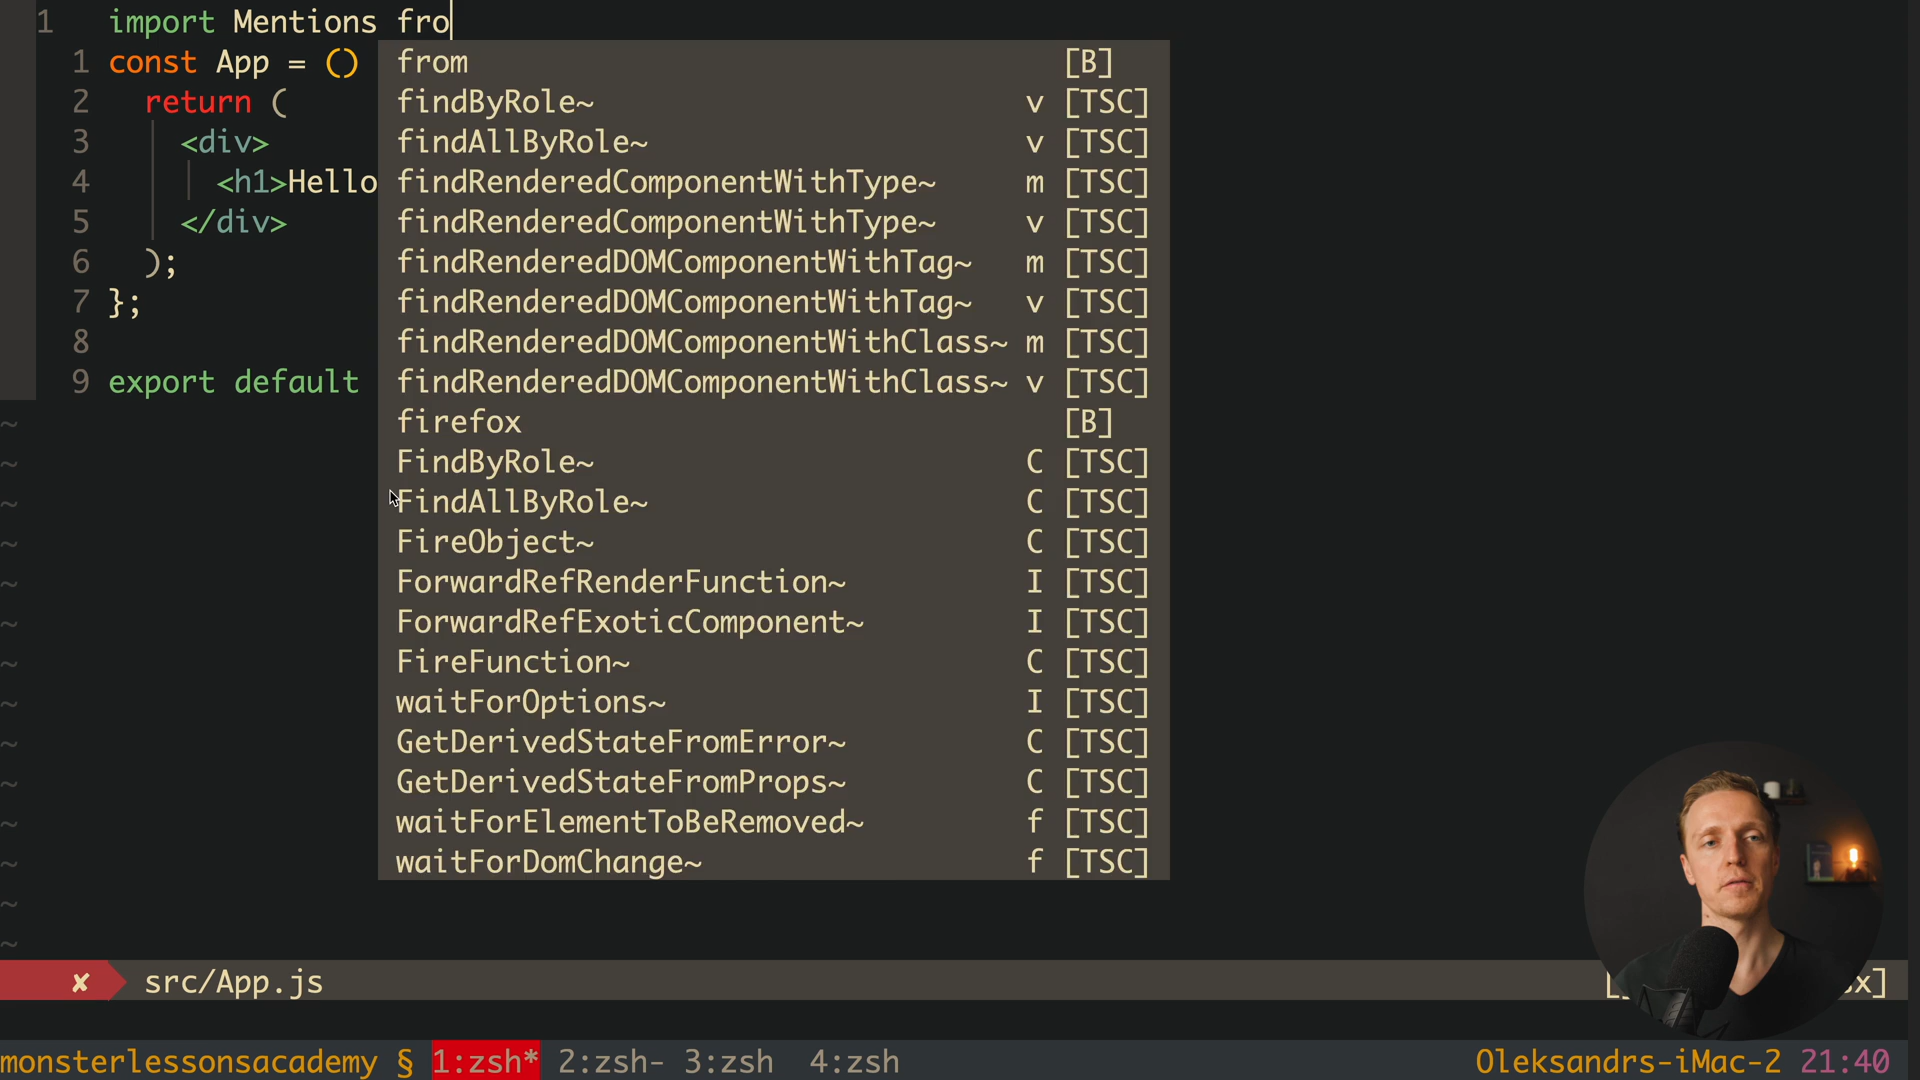 1 import Mentions fro
1 const App = ()
2 return (
3 <div>
4 <h1>Hello
5 </div>
6 );
7 };
8
9 export default
from [B]
findByRole~ v [TSC]
findAllByRole~ v [TSC]
findRenderedComponentWithType~ m [TSC]
findRenderedComponentWithType~ v [TSC]
findRenderedDOMComponentWithTag~ m [TSC]
findRenderedDOMComponentWithTag~ v [TSC]
findRenderedDOMComponentWithClass~ m [TSC]
findRenderedDOMComponentWithClass~ v [TSC]
firefox [B]
FindByRole~ C [TSC]
FindAllByRole~ C [TSC]
FireObject~ C [TSC]
ForwardRefRenderFunction~ I [TSC]
ForwardRefExoticComponent~ I [TSC]
FireFunction~ C [TSC]
waitForOptions~ I [TSC]
GetDerivedStateFromError~ C [TSC]
GetDerivedStateFromProps~ C [TSC]
waitForElementToBeRemoved~ f [TSC]
waitForDomChange~ f [TSC]
~
~
~
~
~
~
~
~
~
~
~
~
~
~
✘ src/App.js
monsterlessonsacademy § 1:zsh* 2:zsh- 3:zsh 4:zsh Oleksandrs-iMac-2 21:40